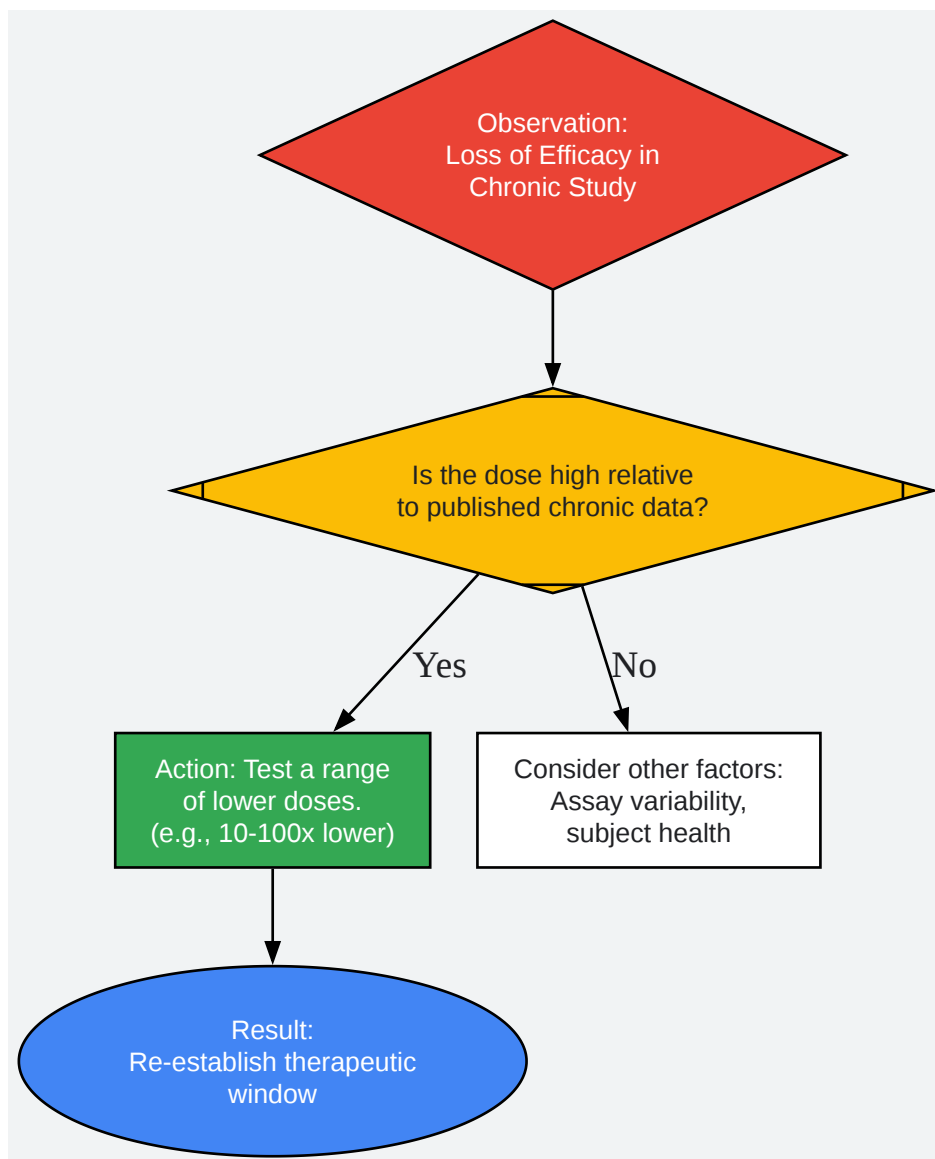 Observation:
Loss of Efficacy in
Chronic Study
Is the dose high relative
to published chronic data?
Yes
No
Action: Test a range
of lower doses.
(e.g., 10-100x lower)
Consider other factors:
Assay variability,
subject health
Result:
Re-establish therapeutic
window